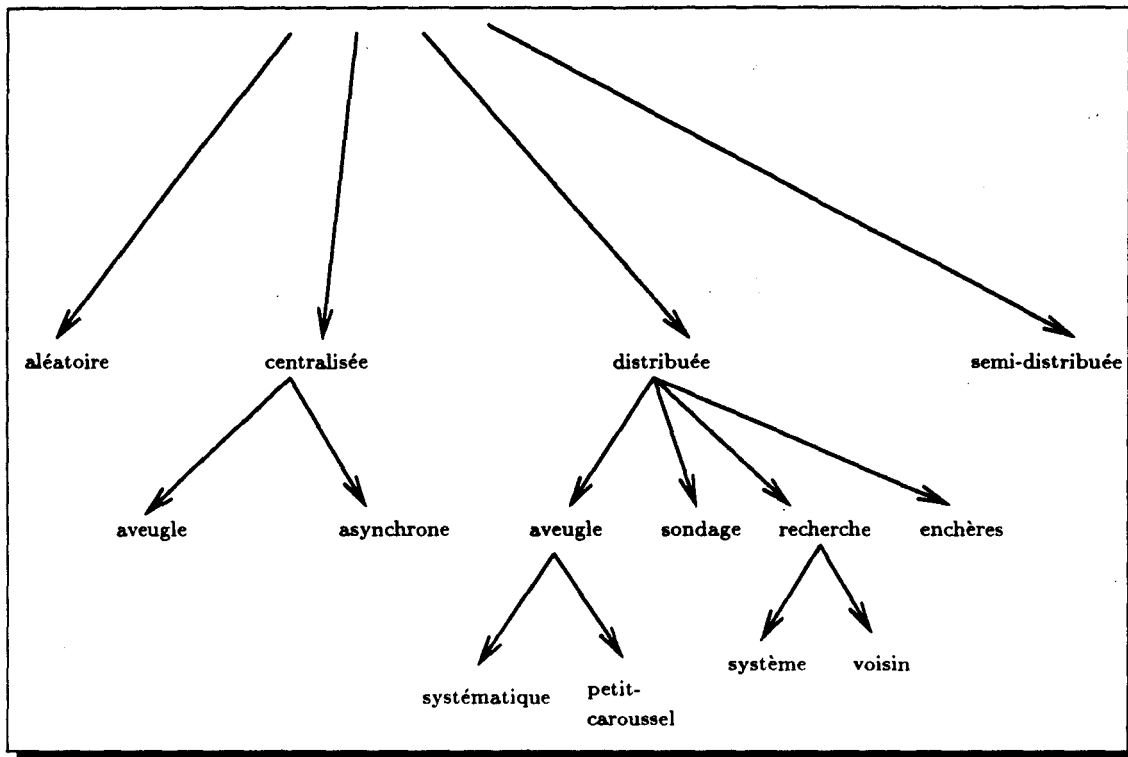 aléatoire centralisée distribuée semi-distribuée
aveugle asynchrone aveugle sondage recherche enchères
système voisin
systématique petit-
caroussel